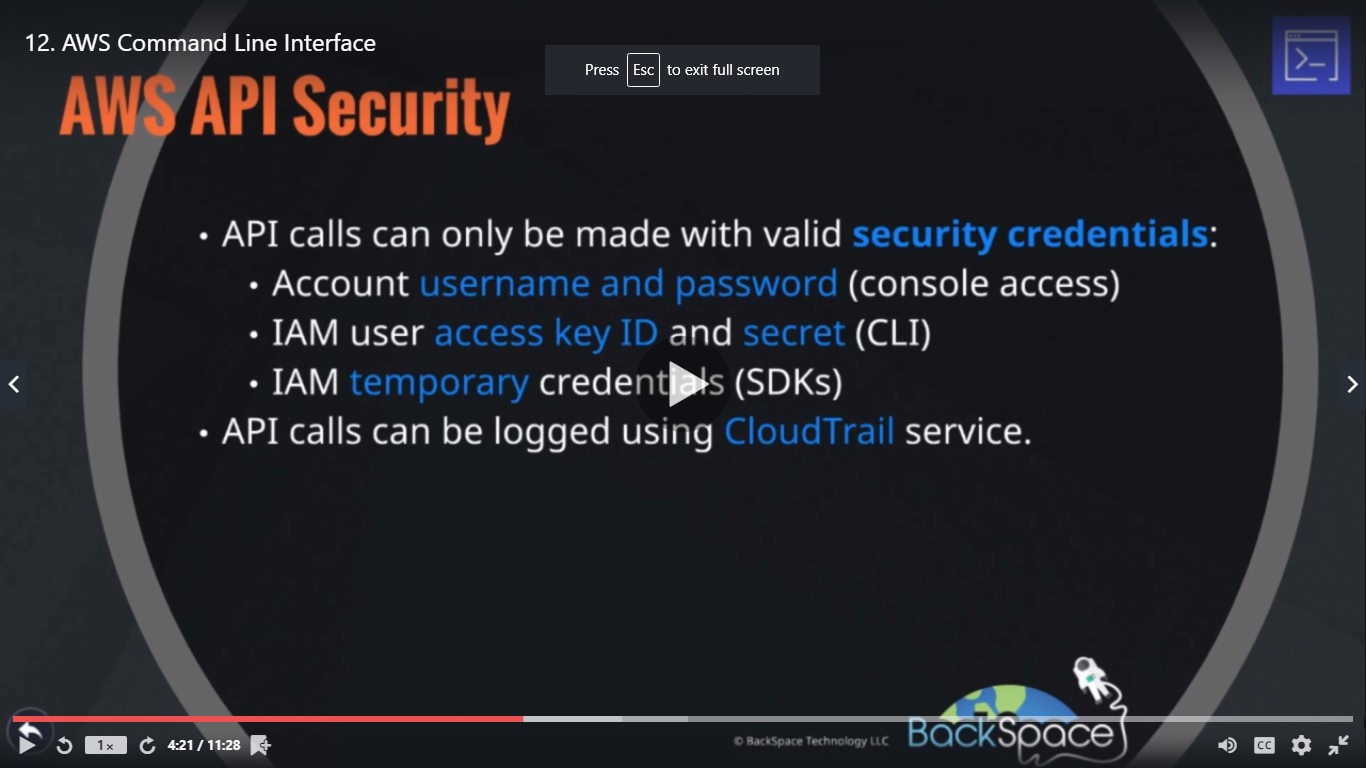 12. AWS Command Line Interface
Press Esc to exit full screen
AWS API Security
• API calls can only be made with valid security credentials:
• Account username and password (console access)
• IAM user access key ID and secret (CLI)
• IAM temporary credentials (SDKs)
• API calls can be logged using CloudTrail service.
1x
4:21 / 11:28
© BackSpace Technology LLC
BackSpace
CC